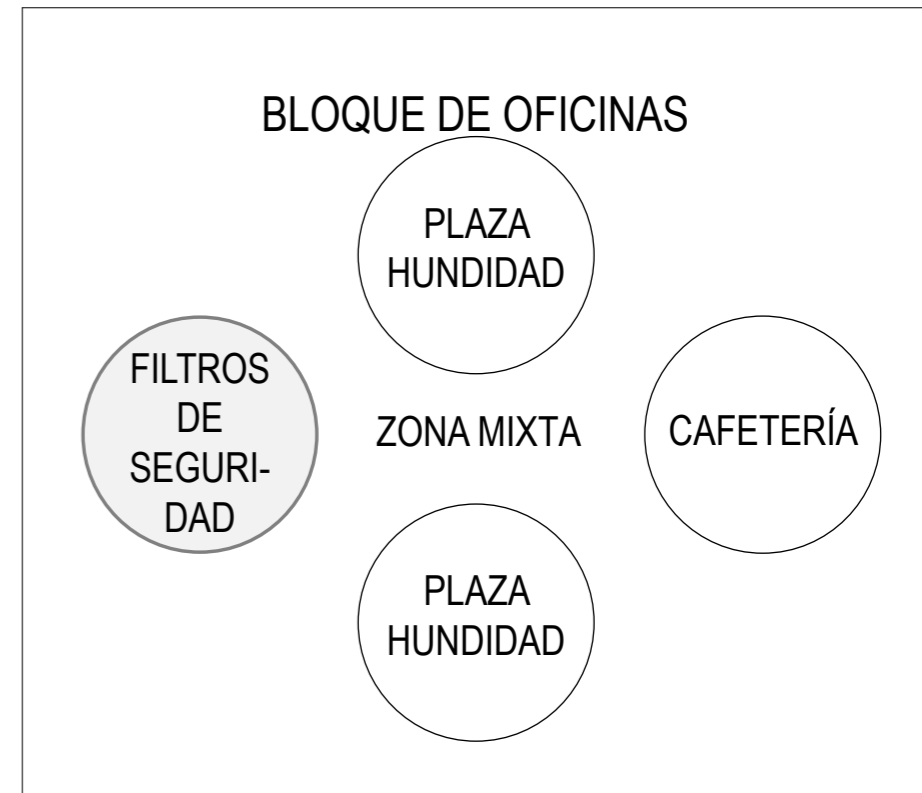 BLOQUE DE OFICINAS
PLAZA
HUNDIDAD
FILTROS
DE
SEGURI-
DAD
ZONA MIXTA
CAFETERÍA
PLAZA
HUNDIDAD